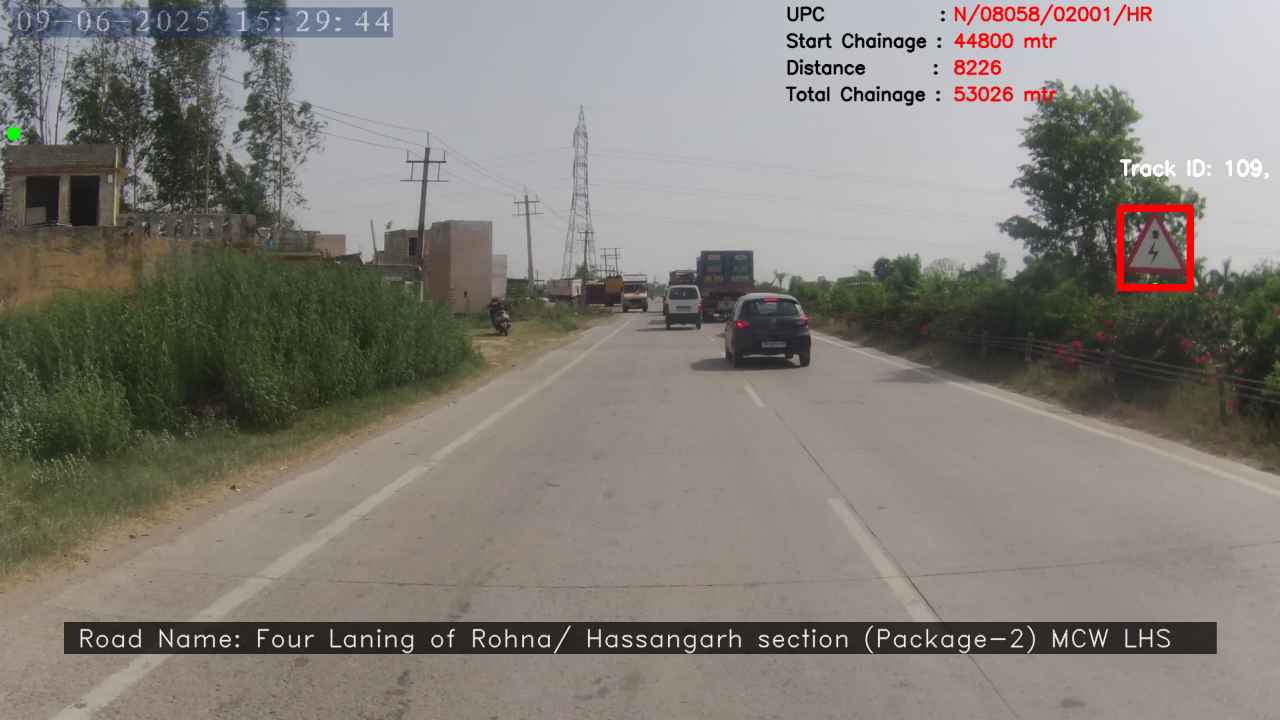 09-06-2025 15:29:44
UPC : N/08058/02001/HR
Start Chainage : 44800 mtr
Distance : 8226
Total Chainage : 53026 mtr
Track ID: 109,
Road Name: Four Laning of Rohna/ Hassangarh section (Package-2) MCW LHS